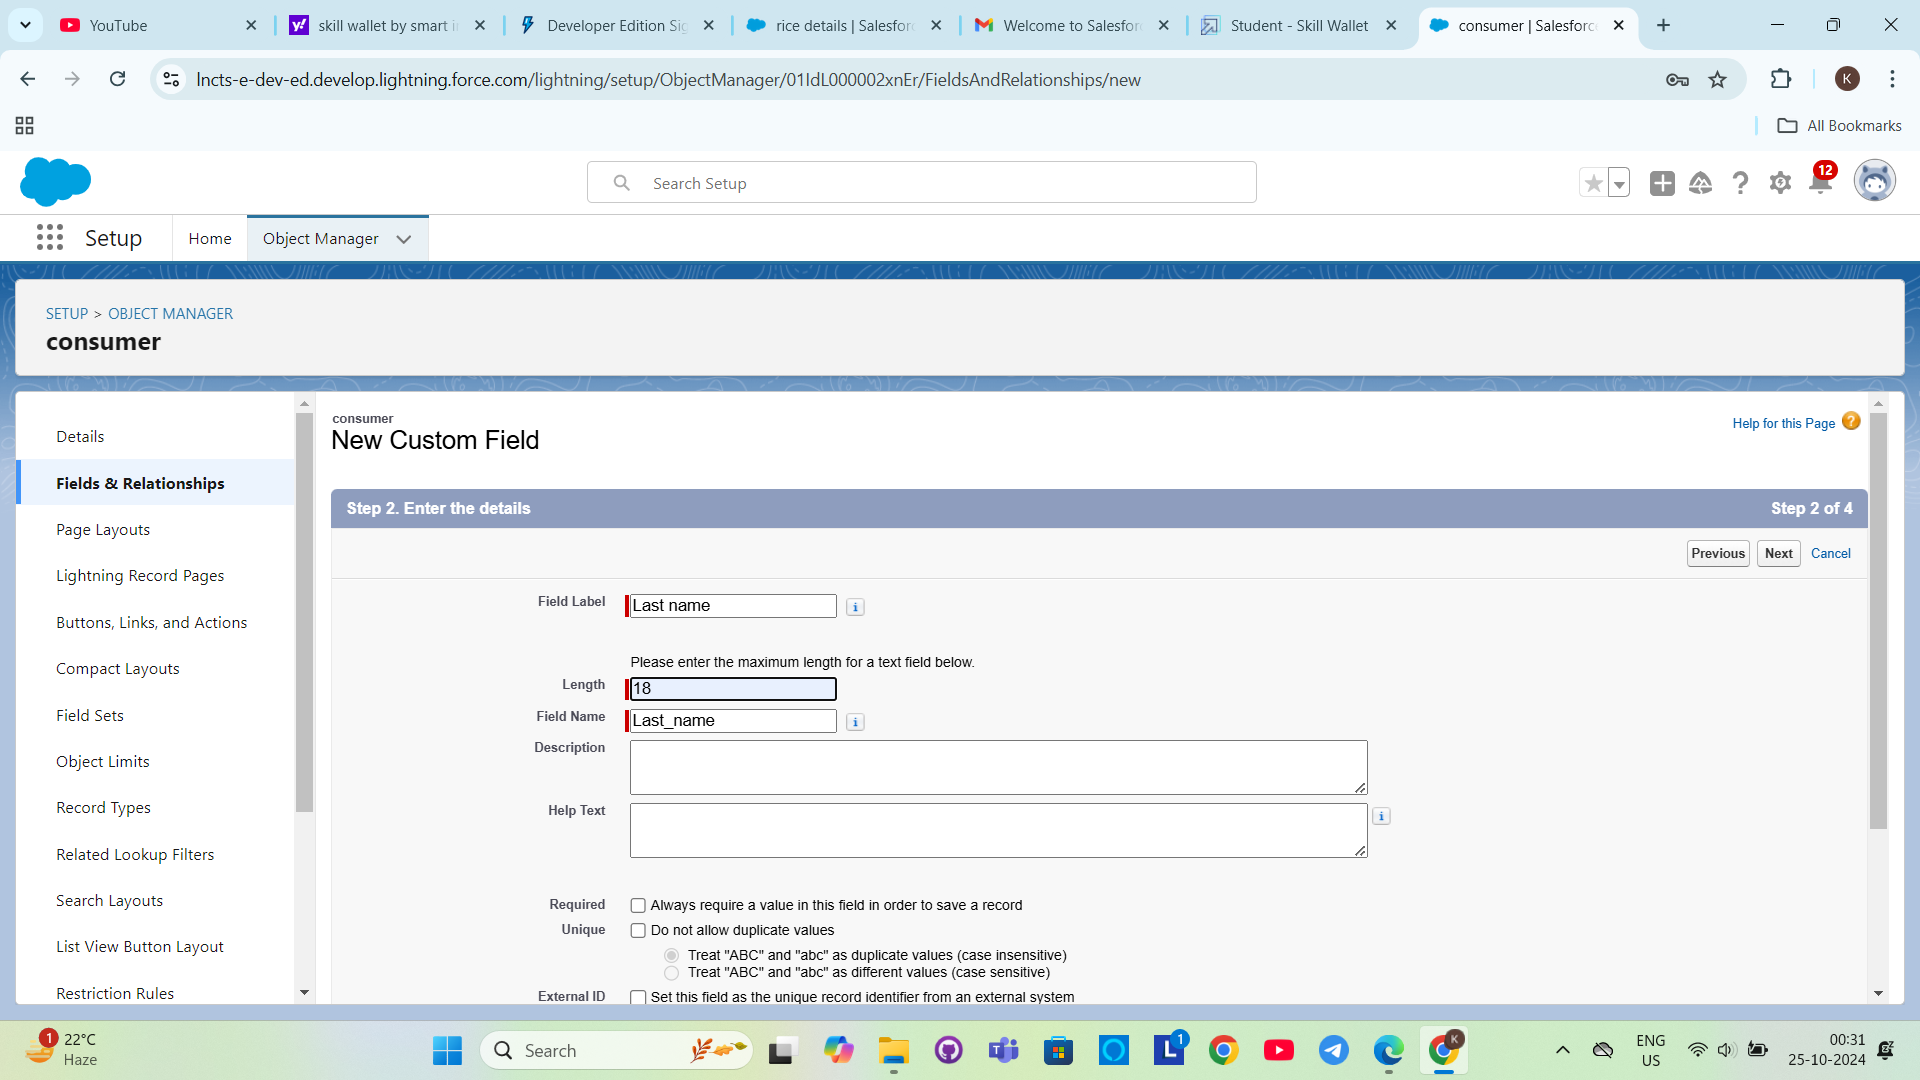 YouTube
skill wallet by smart i
Developer Edition Sig
rice details | Salesforc
Welcome to Salesfor
Student - Skill Wallet
consumer | Salesforc
lncts-e-dev-ed.develop.lightning.force.com/lightning/setup/ObjectManager/01IdL000002xnEr/FieldsAndRelationships/new
K
All Bookmarks
Search Setup
12
Setup
Home
Object Manager
SETUP > OBJECT MANAGER
consumer
Details
Fields & Relationships
Page Layouts
Lightning Record Pages
Buttons, Links, and Actions
Compact Layouts
Field Sets
Object Limits
Record Types
Related Lookup Filters
Search Layouts
List View Button Layout
Restriction Rules
consumer
New Custom Field
Help for this Page
Step 2. Enter the details
Step 2 of 4
Previous
Next
Cancel
Field Label
Last name
Please enter the maximum length for a text field below.
Length
18
Field Name
Last_name
Description
Help Text
Required
Always require a value in this field in order to save a record
Unique
Do not allow duplicate values
Treat "ABC" and "abc" as duplicate values (case insensitive)
Treat "ABC" and "abc" as different values (case sensitive)
External ID
Set this field as the unique record identifier from an external system
1
22°C
Haze
Search
1
K
ENG
US
00:31
25-10-2024